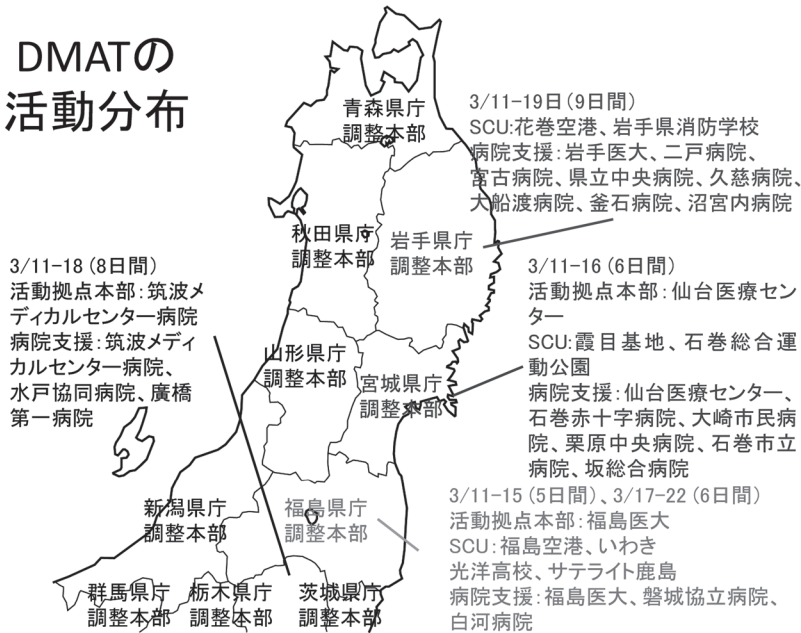 DMATの
活動分布
青森県庁
調整本部
3/11-19日(9日間)
SCU:花巻空港、岩手県消防学校
病院支援:岩手医大、二戸病院、
宮古病院、県立中央病院、久慈病院、
大船渡病院、釜石病院、沼宮内病院
秋田県庁
調整本部
岩手県庁
調整本部
3/11-18(8日間)
活動拠点本部:筑波メ
ディカルセンター病院
病院支援:筑波メディ
カルセンター病院、
水戸協同病院、廣橋
第一病院
3/11-16(6日間)
活動拠点本部:仙台医療セン
ター
SCU:霞目基地、石巻総合運
動公園
病院支援:仙台医療センター、
石巻赤十字病院、大崎市民病
院、栗原中央病院、石巻市立
病院、坂総合病院
山形県庁
調整本部
宮城県庁
調整本部
新潟県庁
調整本部
福島県庁
調整本部
3/11-15(5日間)、3/17-22(6日間)
活動拠点本部:福島医大
SCU:福島空港、いわき
光洋高校、サテライト鹿島
病院支援:福島医大、磐城協立病院、
白河病院
群馬県庁
調整本部
栃木県庁
調整本部
茨城県庁
調整本部